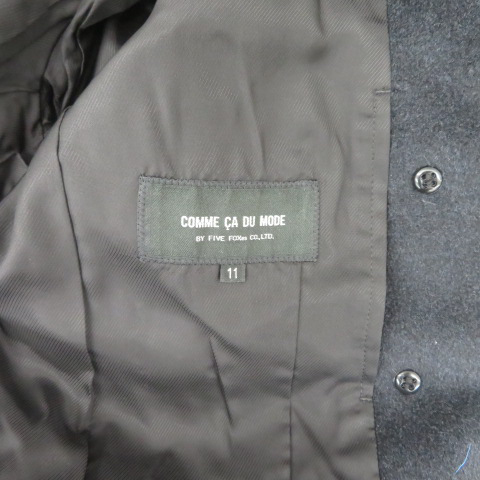 COMME ÇA DU MODE
BY FIVE FOXes CO.,LTD.
11